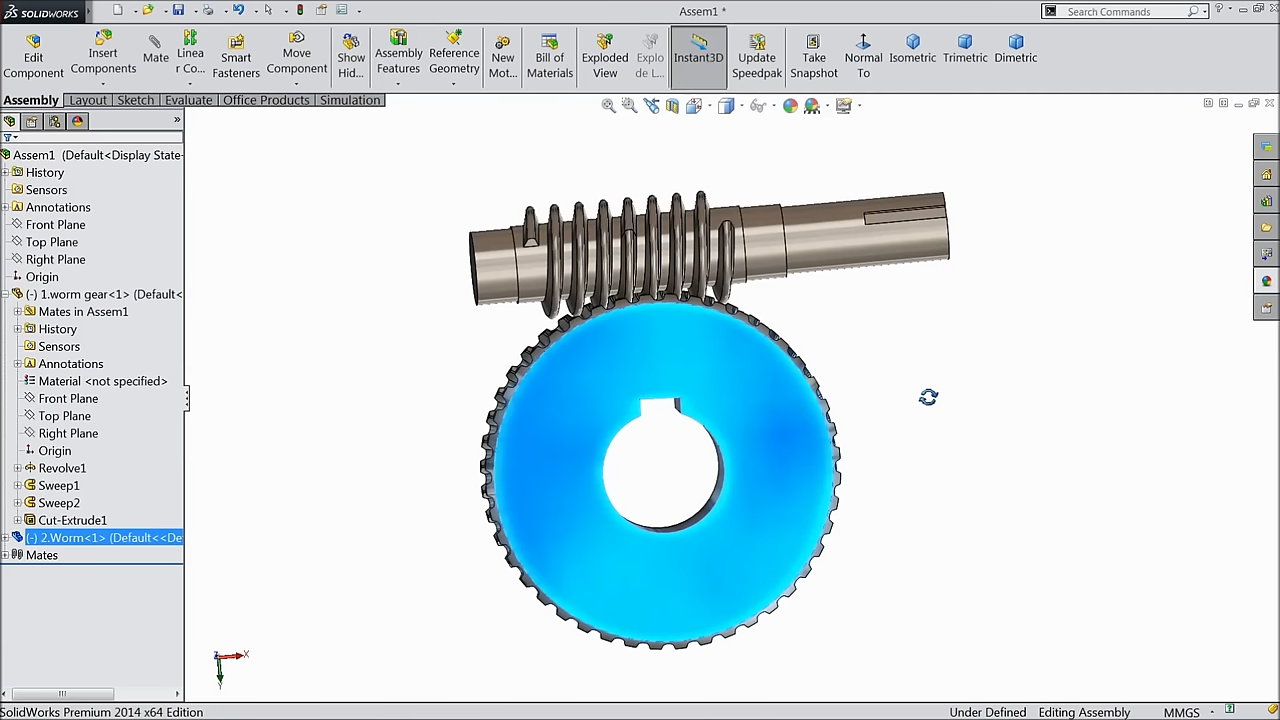 SOLIDWORKS
Assem1 *
Search Commands
Edit Component
Insert Components
Mate
Linea r Co...
Smart Fasteners
Move Component
Show Hid...
Assembly Features
Reference Geometry
New Mot...
Bill of Materials
Exploded View
Explo de L...
Instant3D
Update Speedpak
Take Snapshot
Normal To
Isometric
Trimetric
Dimetric
Assembly Layout Sketch Evaluate Office Products Simulation
Assem1 (Default<Display State-
History
Sensors
Annotations
Front Plane
Top Plane
Right Plane
Origin
(-) 1.worm gear<1> (Default<
Mates in Assem1
History
Sensors
Annotations
Material <not specified>
Front Plane
Top Plane
Right Plane
Origin
Revolve1
Sweep1
Sweep2
Cut-Extrude1
(-) 2.Worm<1> (Default<<De
Mates
Z X
Y
SolidWorks Premium 2014 x64 Edition
Under Defined Editing Assembly MMGS